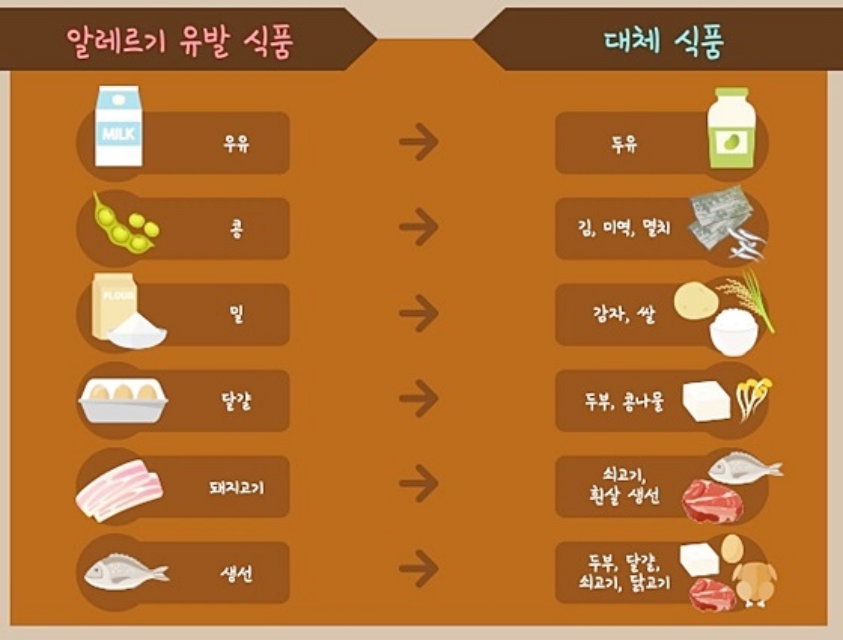 알레르기 유발 식품
대체 식품
MILK
우유
두유
콩
김, 미역, 멸치
FLOUR
밀
감자, 쌀
달걀
두부, 콩나물
돼지고기
쇠고기,
흰살 생선
생선
두부, 달걀,
쇠고기, 닭고기